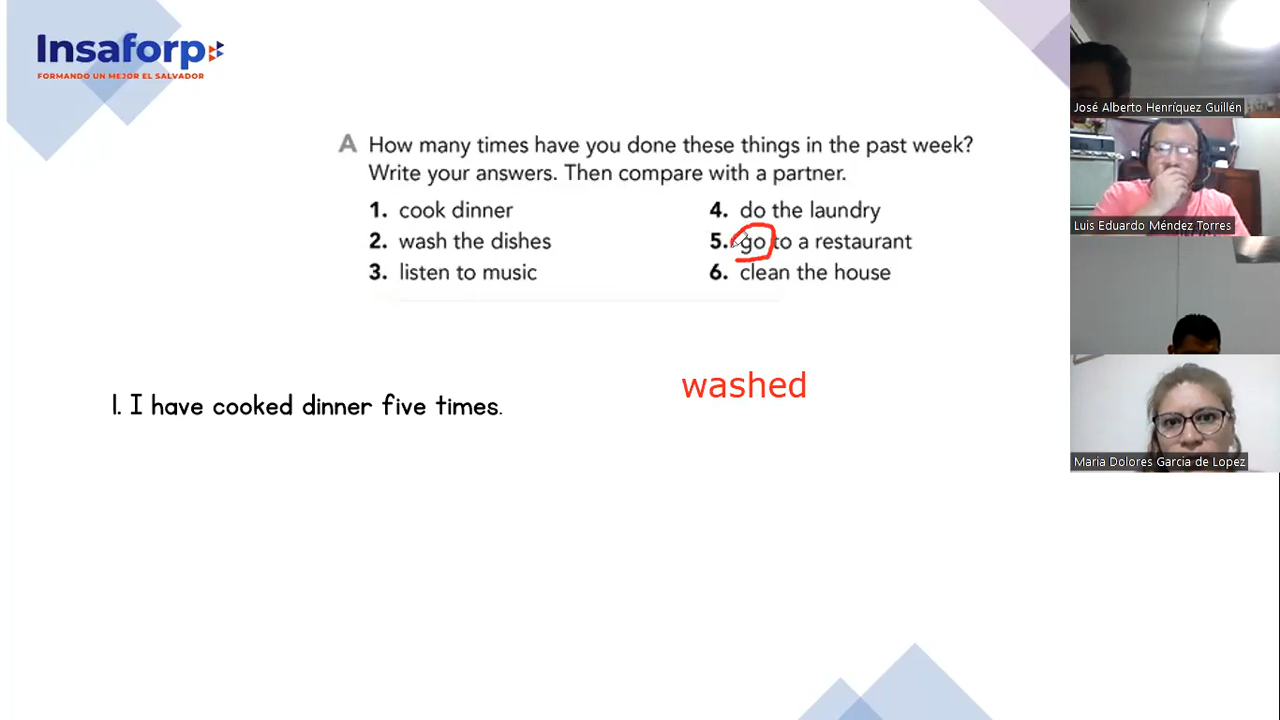 Insaforp
FORMANDO UN MEJOR EL SALVADOR
A How many times have you done these things in the past week?
Write your answers. Then compare with a partner.
1. cook dinner
2. wash the dishes
3. listen to music
4. do the laundry
5. go to a restaurant
6. clean the house
washed
1. I have cooked dinner five times.
José Alberto Henríquez Guillén
Luis Eduardo Méndez Torres
Maria Dolores Garcia de Lopez